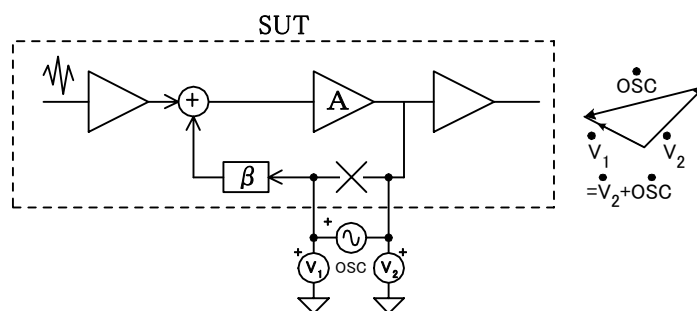 SUT
+
A
β
+
OSC
+
V1
V2
+
OSC
V1
V2
=V2+OSC